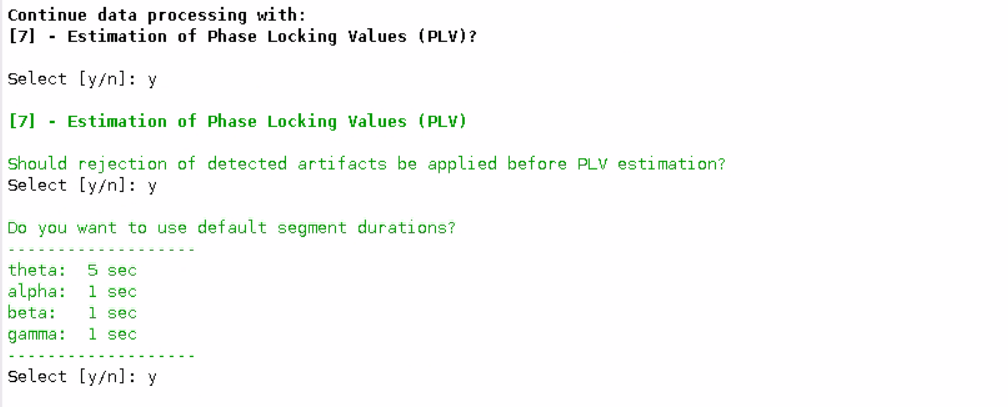 Continue data processing with:
[7] - Estimation of Phase Locking Values (PLV)?
Select [y/n]: y
[7] - Estimation of Phase Locking Values (PLV)
Should rejection of detected artifacts be applied before PLV estimation?
Select [y/n]: y
Do you want to use default segment durations?
-------------------
theta:  5 sec
alpha:  1 sec
beta:   1 sec
gamma:  1 sec
-------------------
Select [y/n]: y